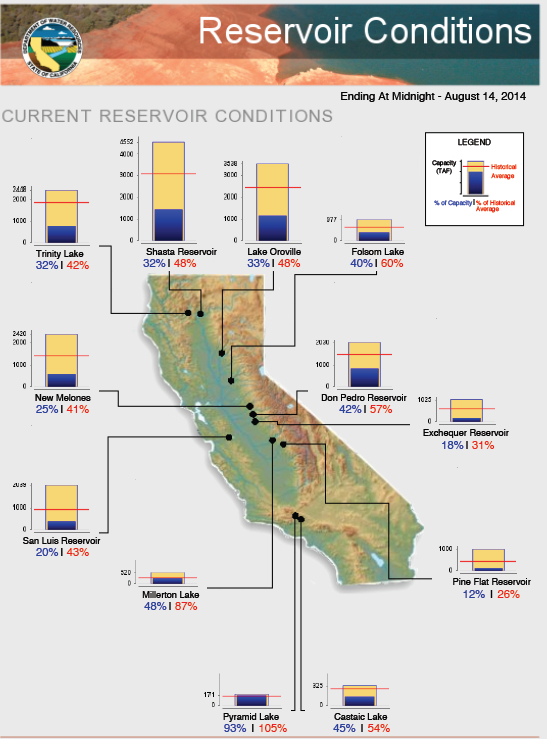 DEPARTMENT OF WATER RESOURCES
STATE OF CALIFORNIA
Reservoir Conditions
Ending At Midnight - August 14, 2014
CURRENT RESERVOIR CONDITIONS
LEGEND
Capacity
(TAF)
Historical
Average
% of Capacity | % of Historical
Average
2448
2000
1000
0
Trinity Lake
32% | 42%
4552
4000
3000
2000
1000
0
Shasta Reservoir
32% | 48%
3538
3000
2000
1000
0
Lake Oroville
33% | 48%
977
0
Folsom Lake
40% | 60%
2420
2000
1000
0
New Melones
25% | 41%
2030
1000
0
Don Pedro Reservoir
42% | 57%
1025
0
Exchequer Reservoir
18% | 31%
2039
1000
0
San Luis Reservoir
20% | 43%
520
0
Millerton Lake
48% | 87%
1000
0
Pine Flat Reservoir
12% | 26%
171
0
Pyramid Lake
93% | 105%
325
0
Castaic Lake
45% | 54%